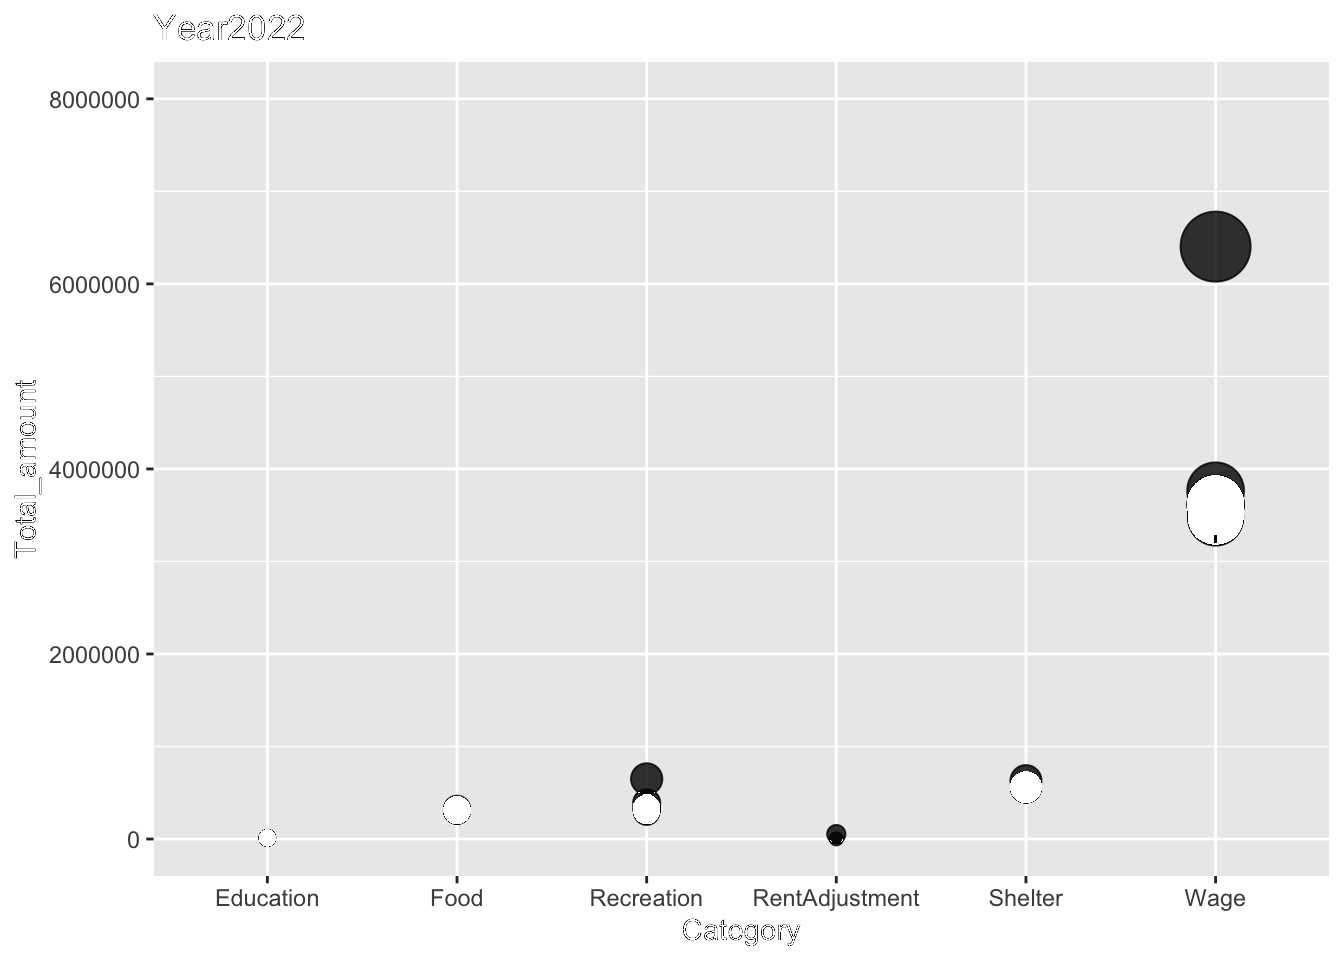 Year2022
8000000
6000000
4000000
2000000
0
Total_amount
Education Food Recreation RentAdjustment Shelter Wage
Category